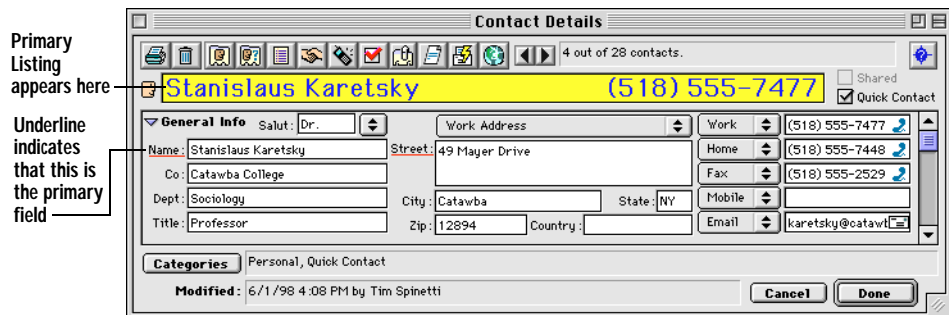 Contact Details
Primary
Listing
appears here
4 out of 28 contacts.
Stanislaus Karetsky (518) 555-7477
Shared
Quick Contact
Underline
indicates
that this is
the primary
field
General Info Salut: Dr.
Name: Stanislaus Karetsky
Co: Catawba College
Dept: Sociology
Title: Professor
Work Address
Street: 49 Mayer Drive
City: Catawba State: NY
Zip: 12894 Country:
Work (518) 555-7477
Home (518) 555-7448
Fax (518) 555-2529
Mobile
Email karetsky@catawt
Categories Personal, Quick Contact
Modified: 6/1/98 4:08 PM by Tim Spinetti
Cancel Done